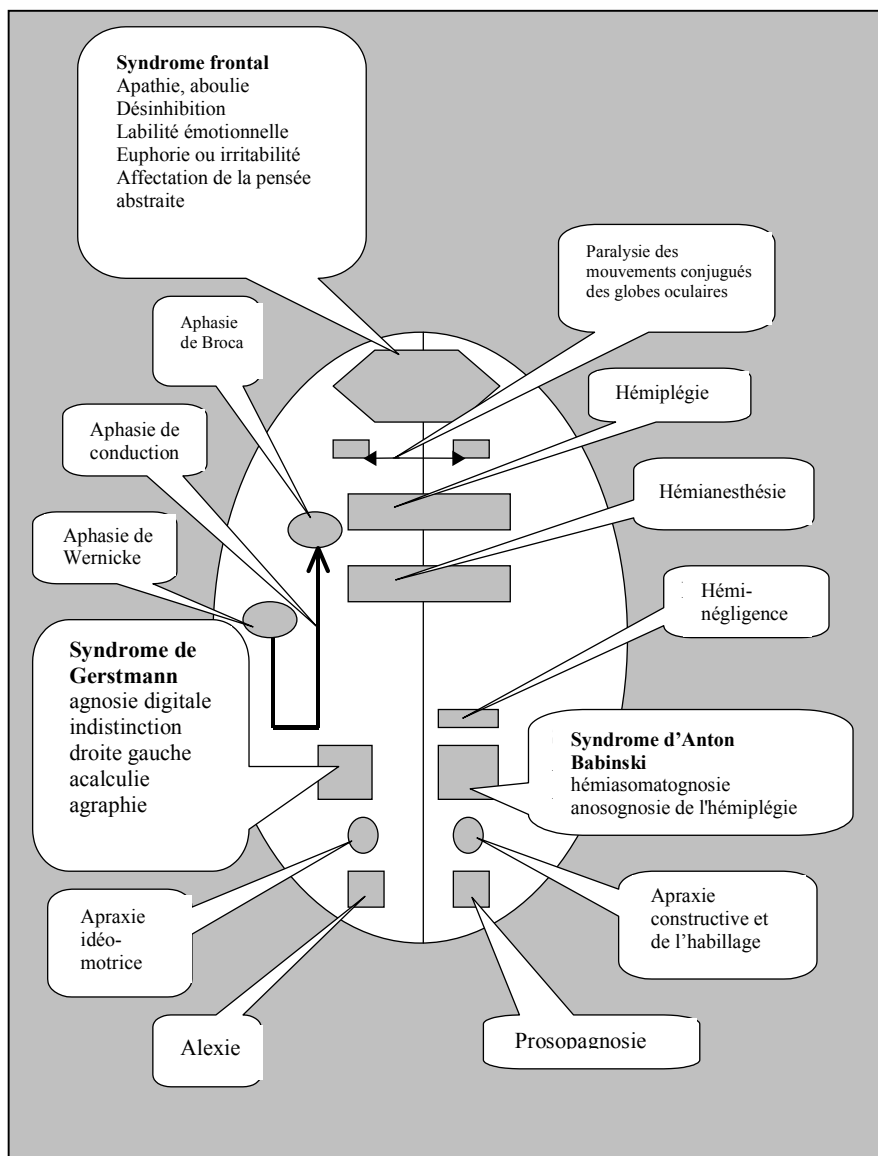 Syndrome frontal
Apathie, aboulie
Désinhibition
Labilité émotionnelle
Euphorie ou irritabilité
Affectation de la pensée
abstraite
Paralysie des
mouvements conjugués
des globes oculaires
Aphasie
de Broca
Hémiplégie
Aphasie de
conduction
Hémianesthésie
Aphasie de
Wernicke
Hémi-
négligence
Syndrome de
Gerstmann
agnosie digitale
indistinction
droite gauche
acalculie
agraphie
Syndrome d’Anton
Babinski
hémiasomatognosie
anosognosie de l'hémiplégie
Apraxie
idéo-
motrice
Apraxie
constructive et
de l’habillage
Alexie
Prosopagnosie